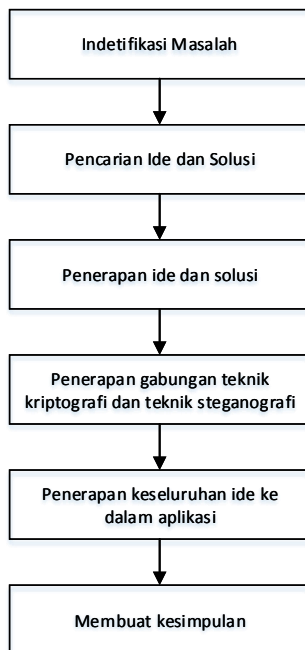 Indetifikasi Masalah
Pencarian Ide dan Solusi
Penerapan ide dan solusi
Penerapan gabungan teknik
kriptografi dan teknik steganografi
Penerapan keseluruhan ide ke
dalam aplikasi
Membuat kesimpulan